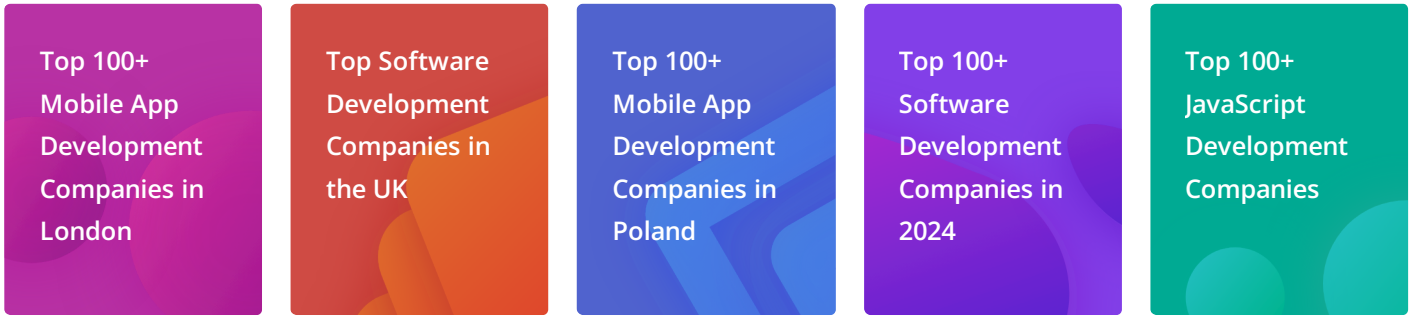 Top 100+
Mobile App
Development
Companies in
London
Top Software
Development
Companies in
the UK
Top 100+
Mobile App
Development
Companies in
Poland
Top 100+
Software
Development
Companies in
2024
Top 100+
JavaScript
Development
Companies